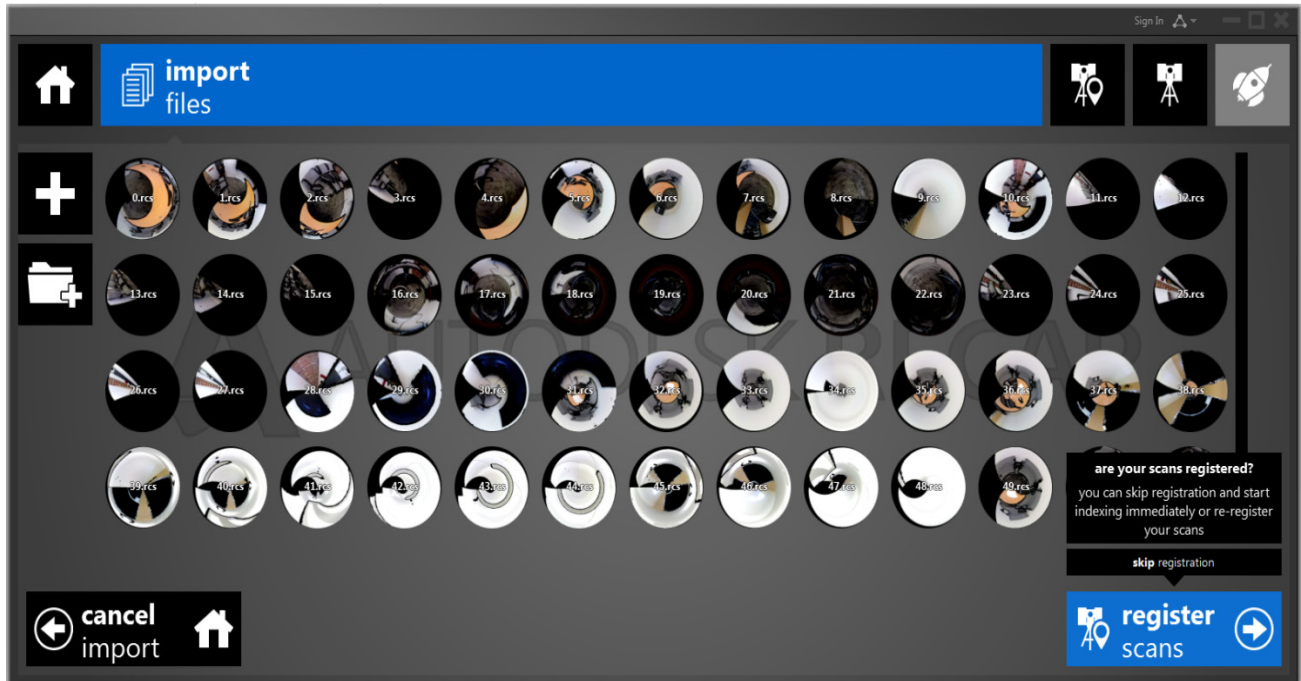 Sign In
import
files
0.rcs
1.rcs
2.rcs
3.rcs
4.rcs
5.rcs
6.rcs
7.rcs
8.rcs
9.rcs
10.rcs
11.rcs
12.rcs
13.rcs
14.rcs
15.rcs
16.rcs
17.rcs
18.rcs
19.rcs
20.rcs
21.rcs
22.rcs
23.rcs
24.rcs
25.rcs
AUTODESK RECAP
26.rcs
27.rcs
28.rcs
29.rcs
30.rcs
31.rcs
32.rcs
33.rcs
34.rcs
35.rcs
36.rcs
37.rcs
38.rcs
39.rcs
40.rcs
41.rcs
42.rcs
43.rcs
44.rcs
45.rcs
46.rcs
47.rcs
48.rcs
49.rcs
are your scans registered?
you can skip registration and start
indexing immediately or re-register
your scans
skip registration
cancel
import
register
scans